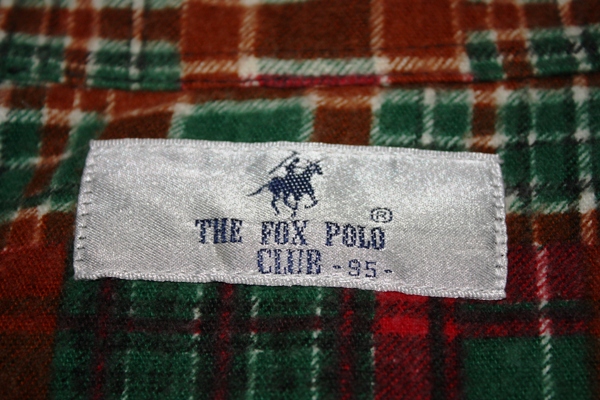 THE FOX POLO ®
CLUB -95-